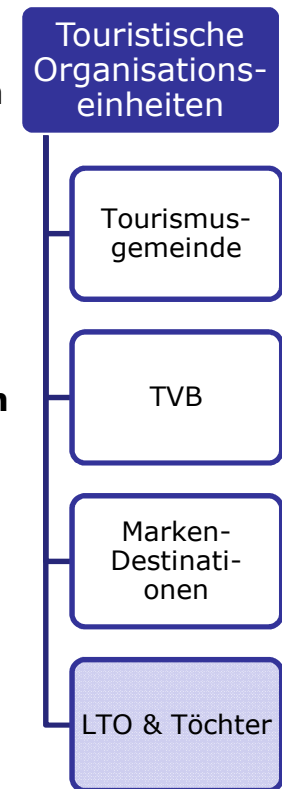 Touristische
Organisations-
einheiten
Tourismus-
gemeinde
TVB
Marken-
Destinati-
onen
LTO & Töchter